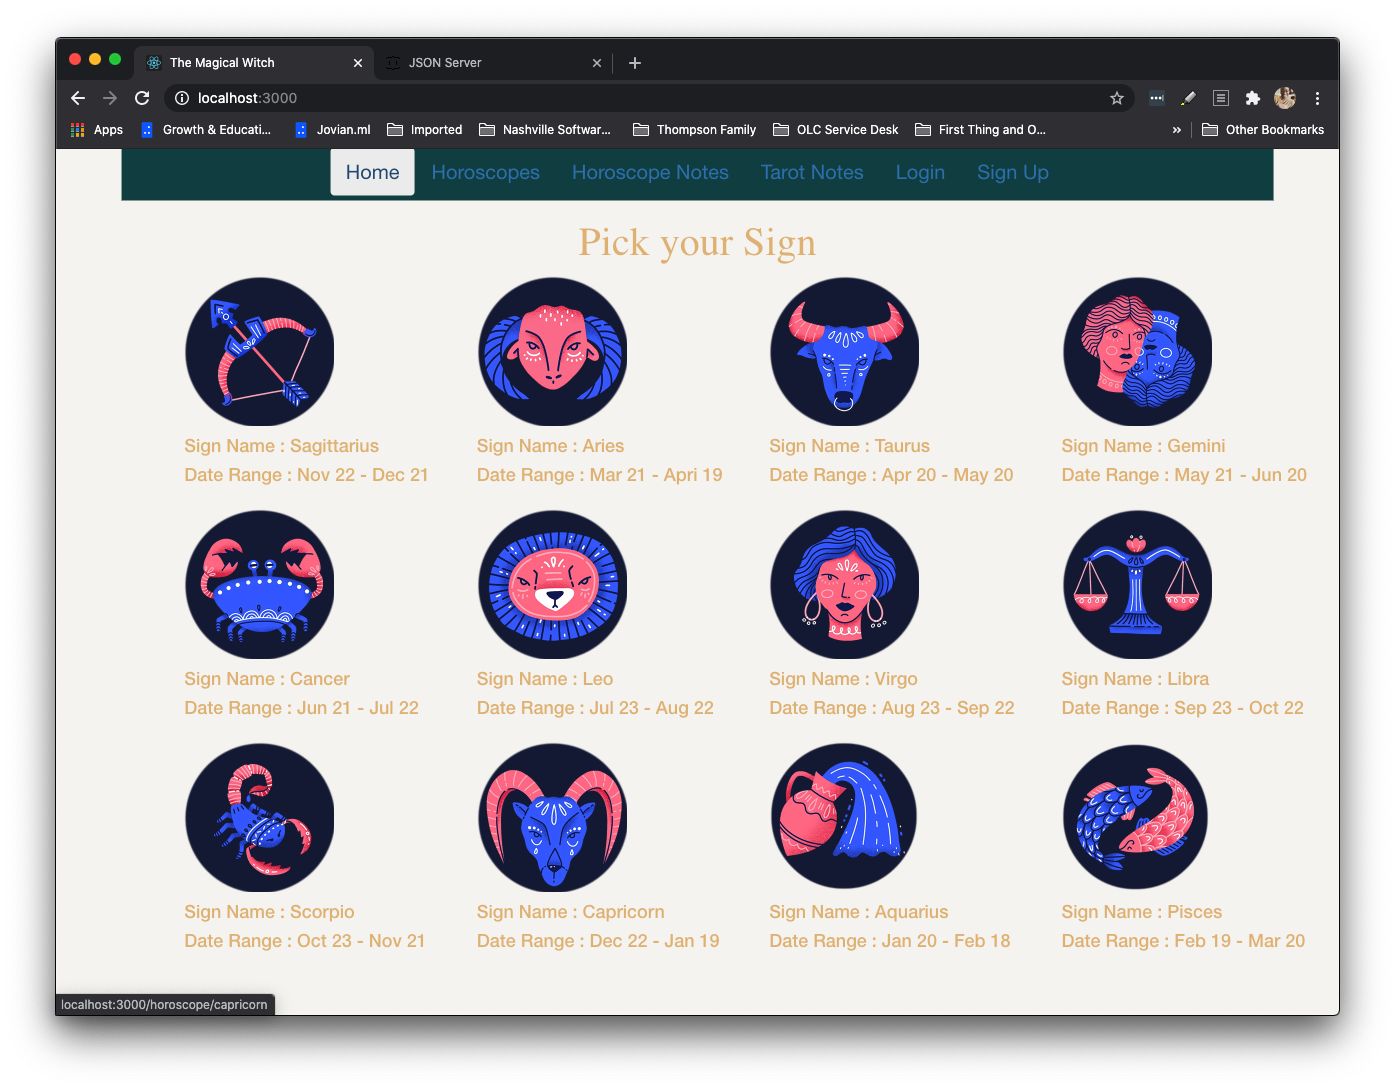 The Magical Witch
JSON Server
localhost:3000
Apps Growth & Educati... Jovian.ml Imported Nashville Softwar... Thompson Family OLC Service Desk First Thing and O... » Other Bookmarks
Home Horoscopes Horoscope Notes Tarot Notes Login Sign Up
Pick your Sign
Sign Name : Sagittarius
Date Range : Nov 22 - Dec 21
Sign Name : Aries
Date Range : Mar 21 - Apri 19
Sign Name : Taurus
Date Range : Apr 20 - May 20
Sign Name : Gemini
Date Range : May 21 - Jun 20
Sign Name : Cancer
Date Range : Jun 21 - Jul 22
Sign Name : Leo
Date Range : Jul 23 - Aug 22
Sign Name : Virgo
Date Range : Aug 23 - Sep 22
Sign Name : Libra
Date Range : Sep 23 - Oct 22
Sign Name : Scorpio
Date Range : Oct 23 - Nov 21
Sign Name : Capricorn
Date Range : Dec 22 - Jan 19
Sign Name : Aquarius
Date Range : Jan 20 - Feb 18
Sign Name : Pisces
Date Range : Feb 19 - Mar 20
localhost:3000/horoscope/capricorn